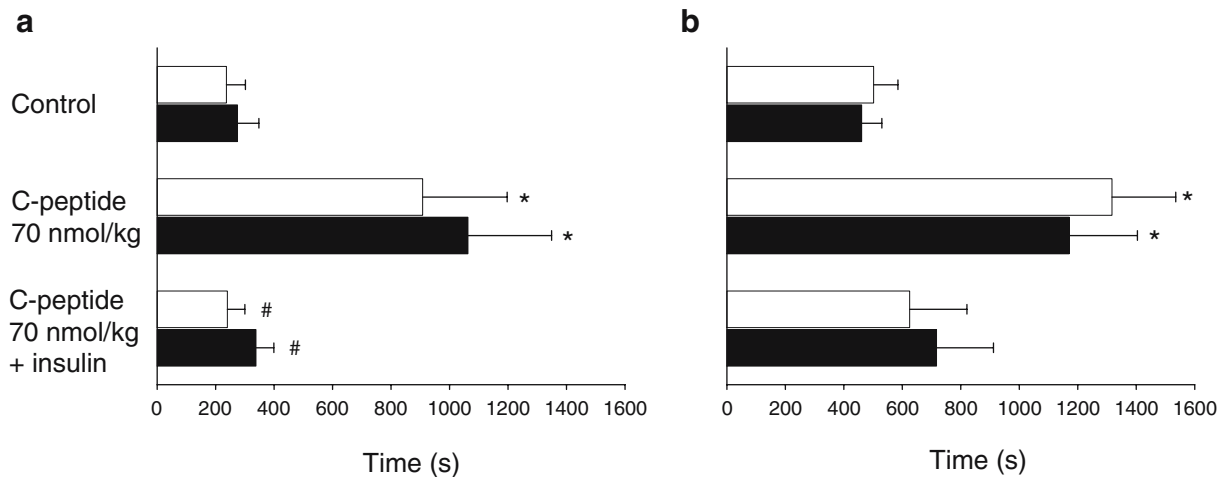 a
b
Control
*
*
C-peptide
70 nmol/kg
*
*
C-peptide
70 nmol/kg
+ insulin
#
#
0 200 400 600 800 1000 1200 1400 1600
0 200 400 600 800 1000 1200 1400 1600
Time (s)
Time (s)